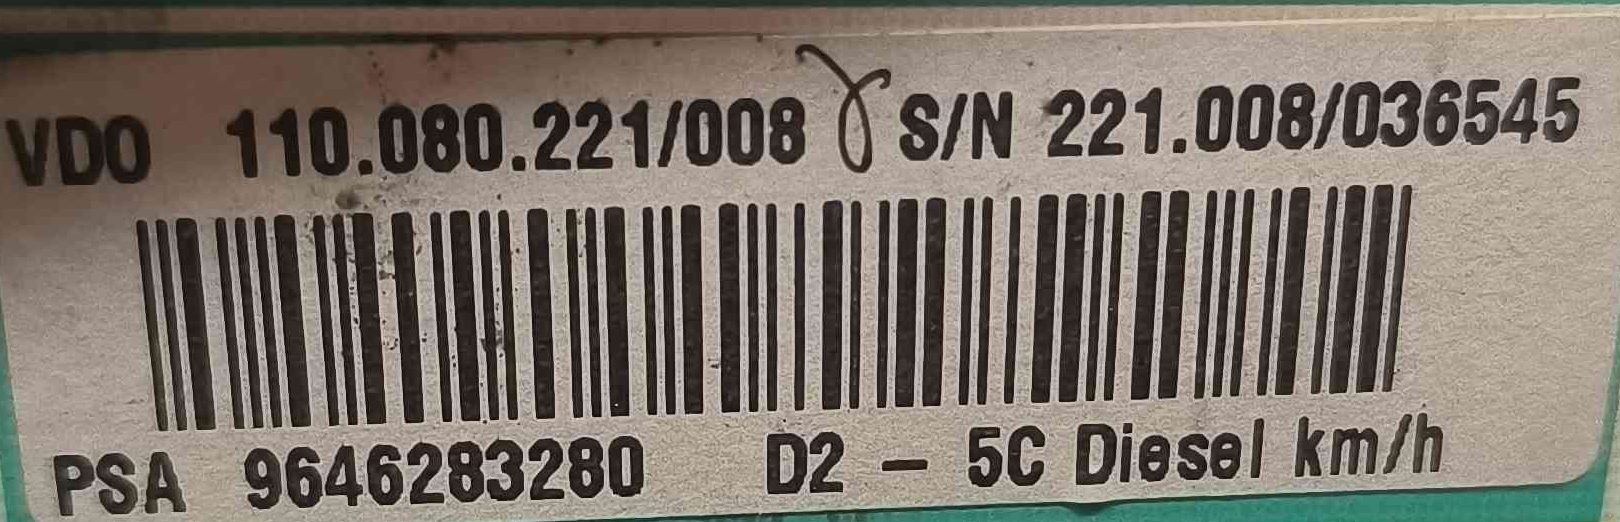 VDO 110.080.221/008 S/N 221.008/036545
PSA 9646283280 D2 - 5C Diesel km/h